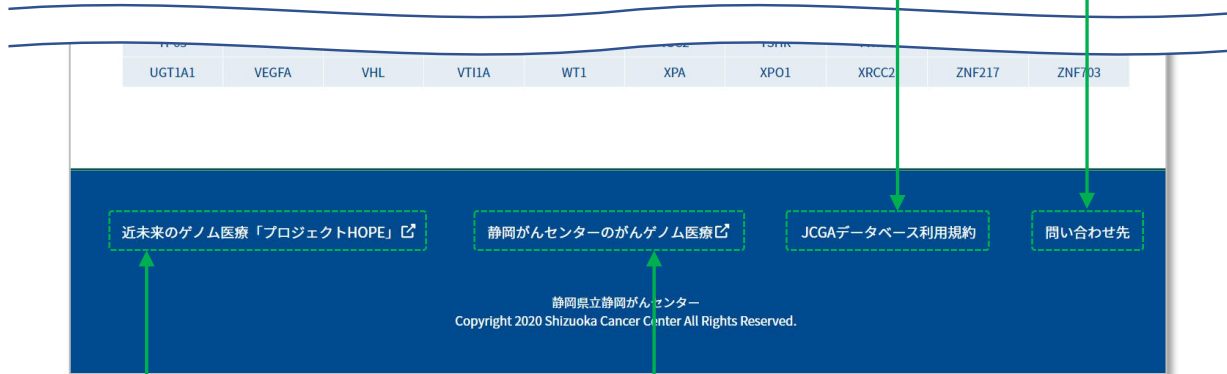 UGT1A1 VEGFA VHL VTI1A WT1 XPA XPO1 XRCC2 ZNF217 ZNF703
近未来のゲノム医療「プロジェクトHOPE」 静岡がんセンターのがんゲノム医療 JCGAデータベース利用規約 問い合わせ先
静岡県立静岡がんセンター
Copyright 2020 Shizuoka Cancer Center All Rights Reserved.